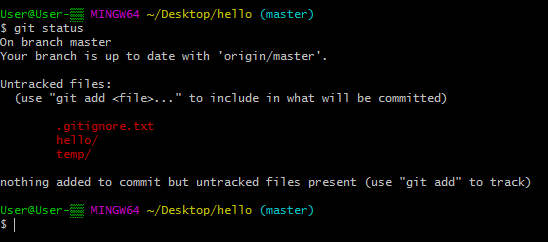 User@User- MINGW64 ~/Desktop/hello (master)
$ git status
On branch master
Your branch is up to date with 'origin/master'.
Untracked files:
(use "git add <file>..." to include in what will be committed)
.gitignore.txt
hello/
temp/
nothing added to commit but untracked files present (use "git add" to track)
User@User- MINGW64 ~/Desktop/hello (master)
$